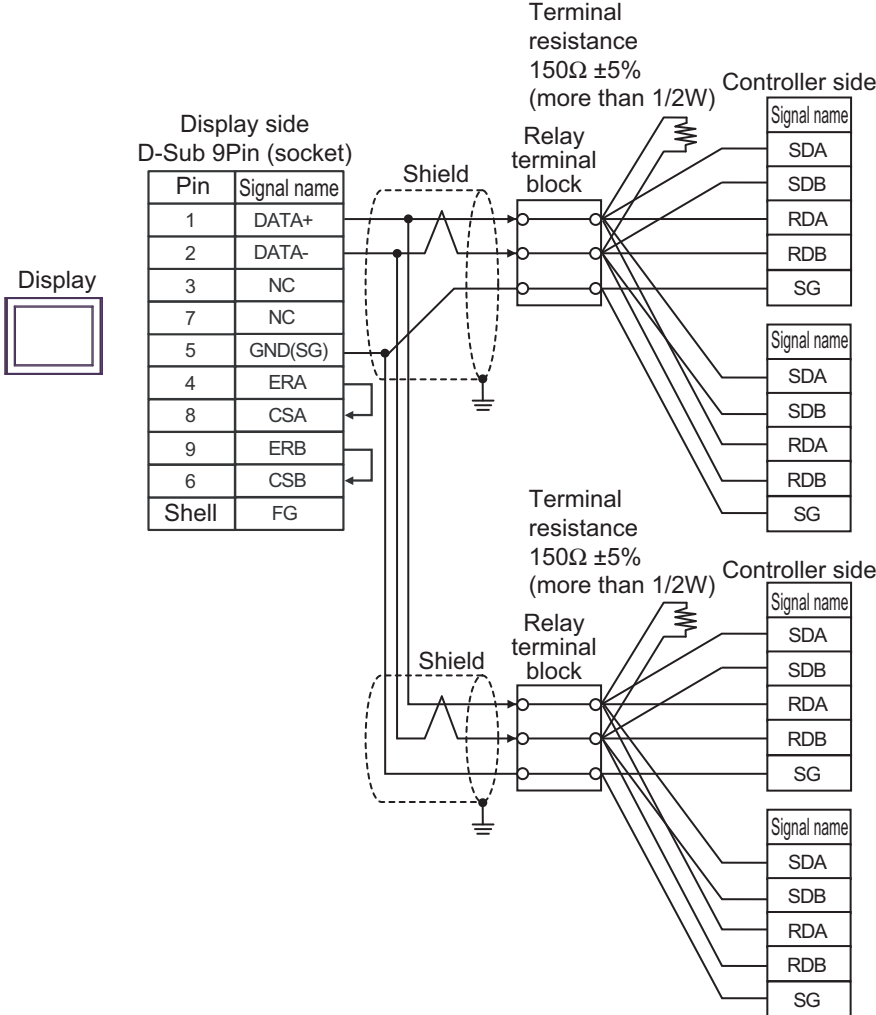 Terminal
resistance
150Ω ±5%
(more than 1/2W)
Controller side
Signal name
SDA
SDB
RDA
RDB
SG
Display side
D-Sub 9Pin (socket)
Shield
Relay
terminal
block
Pin Signal name
1 DATA+
2 DATA-
3 NC
7 NC
5 GND(SG)
4 ERA
8 CSA
9 ERB
6 CSB
Shell FG
Display
Signal name
SDA
SDB
RDA
RDB
SG
Terminal
resistance
150Ω ±5%
(more than 1/2W)
Controller side
Signal name
SDA
SDB
RDA
RDB
SG
Relay
terminal
block
Shield
Signal name
SDA
SDB
RDA
RDB
SG